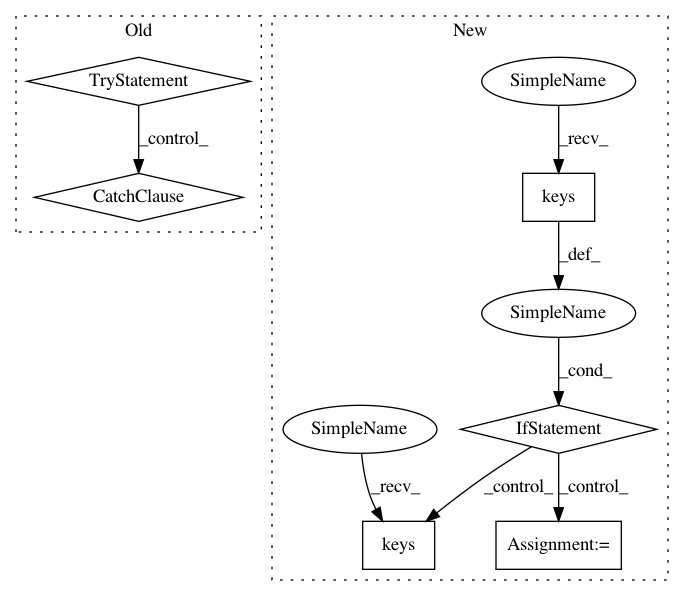 Old
New
TryStatement
SimpleName
_control_
_recv_
CatchClause
keys
_def_
SimpleName
_cond_
SimpleName
IfStatement
_recv_
_control_
_control_
keys
Assignment:=